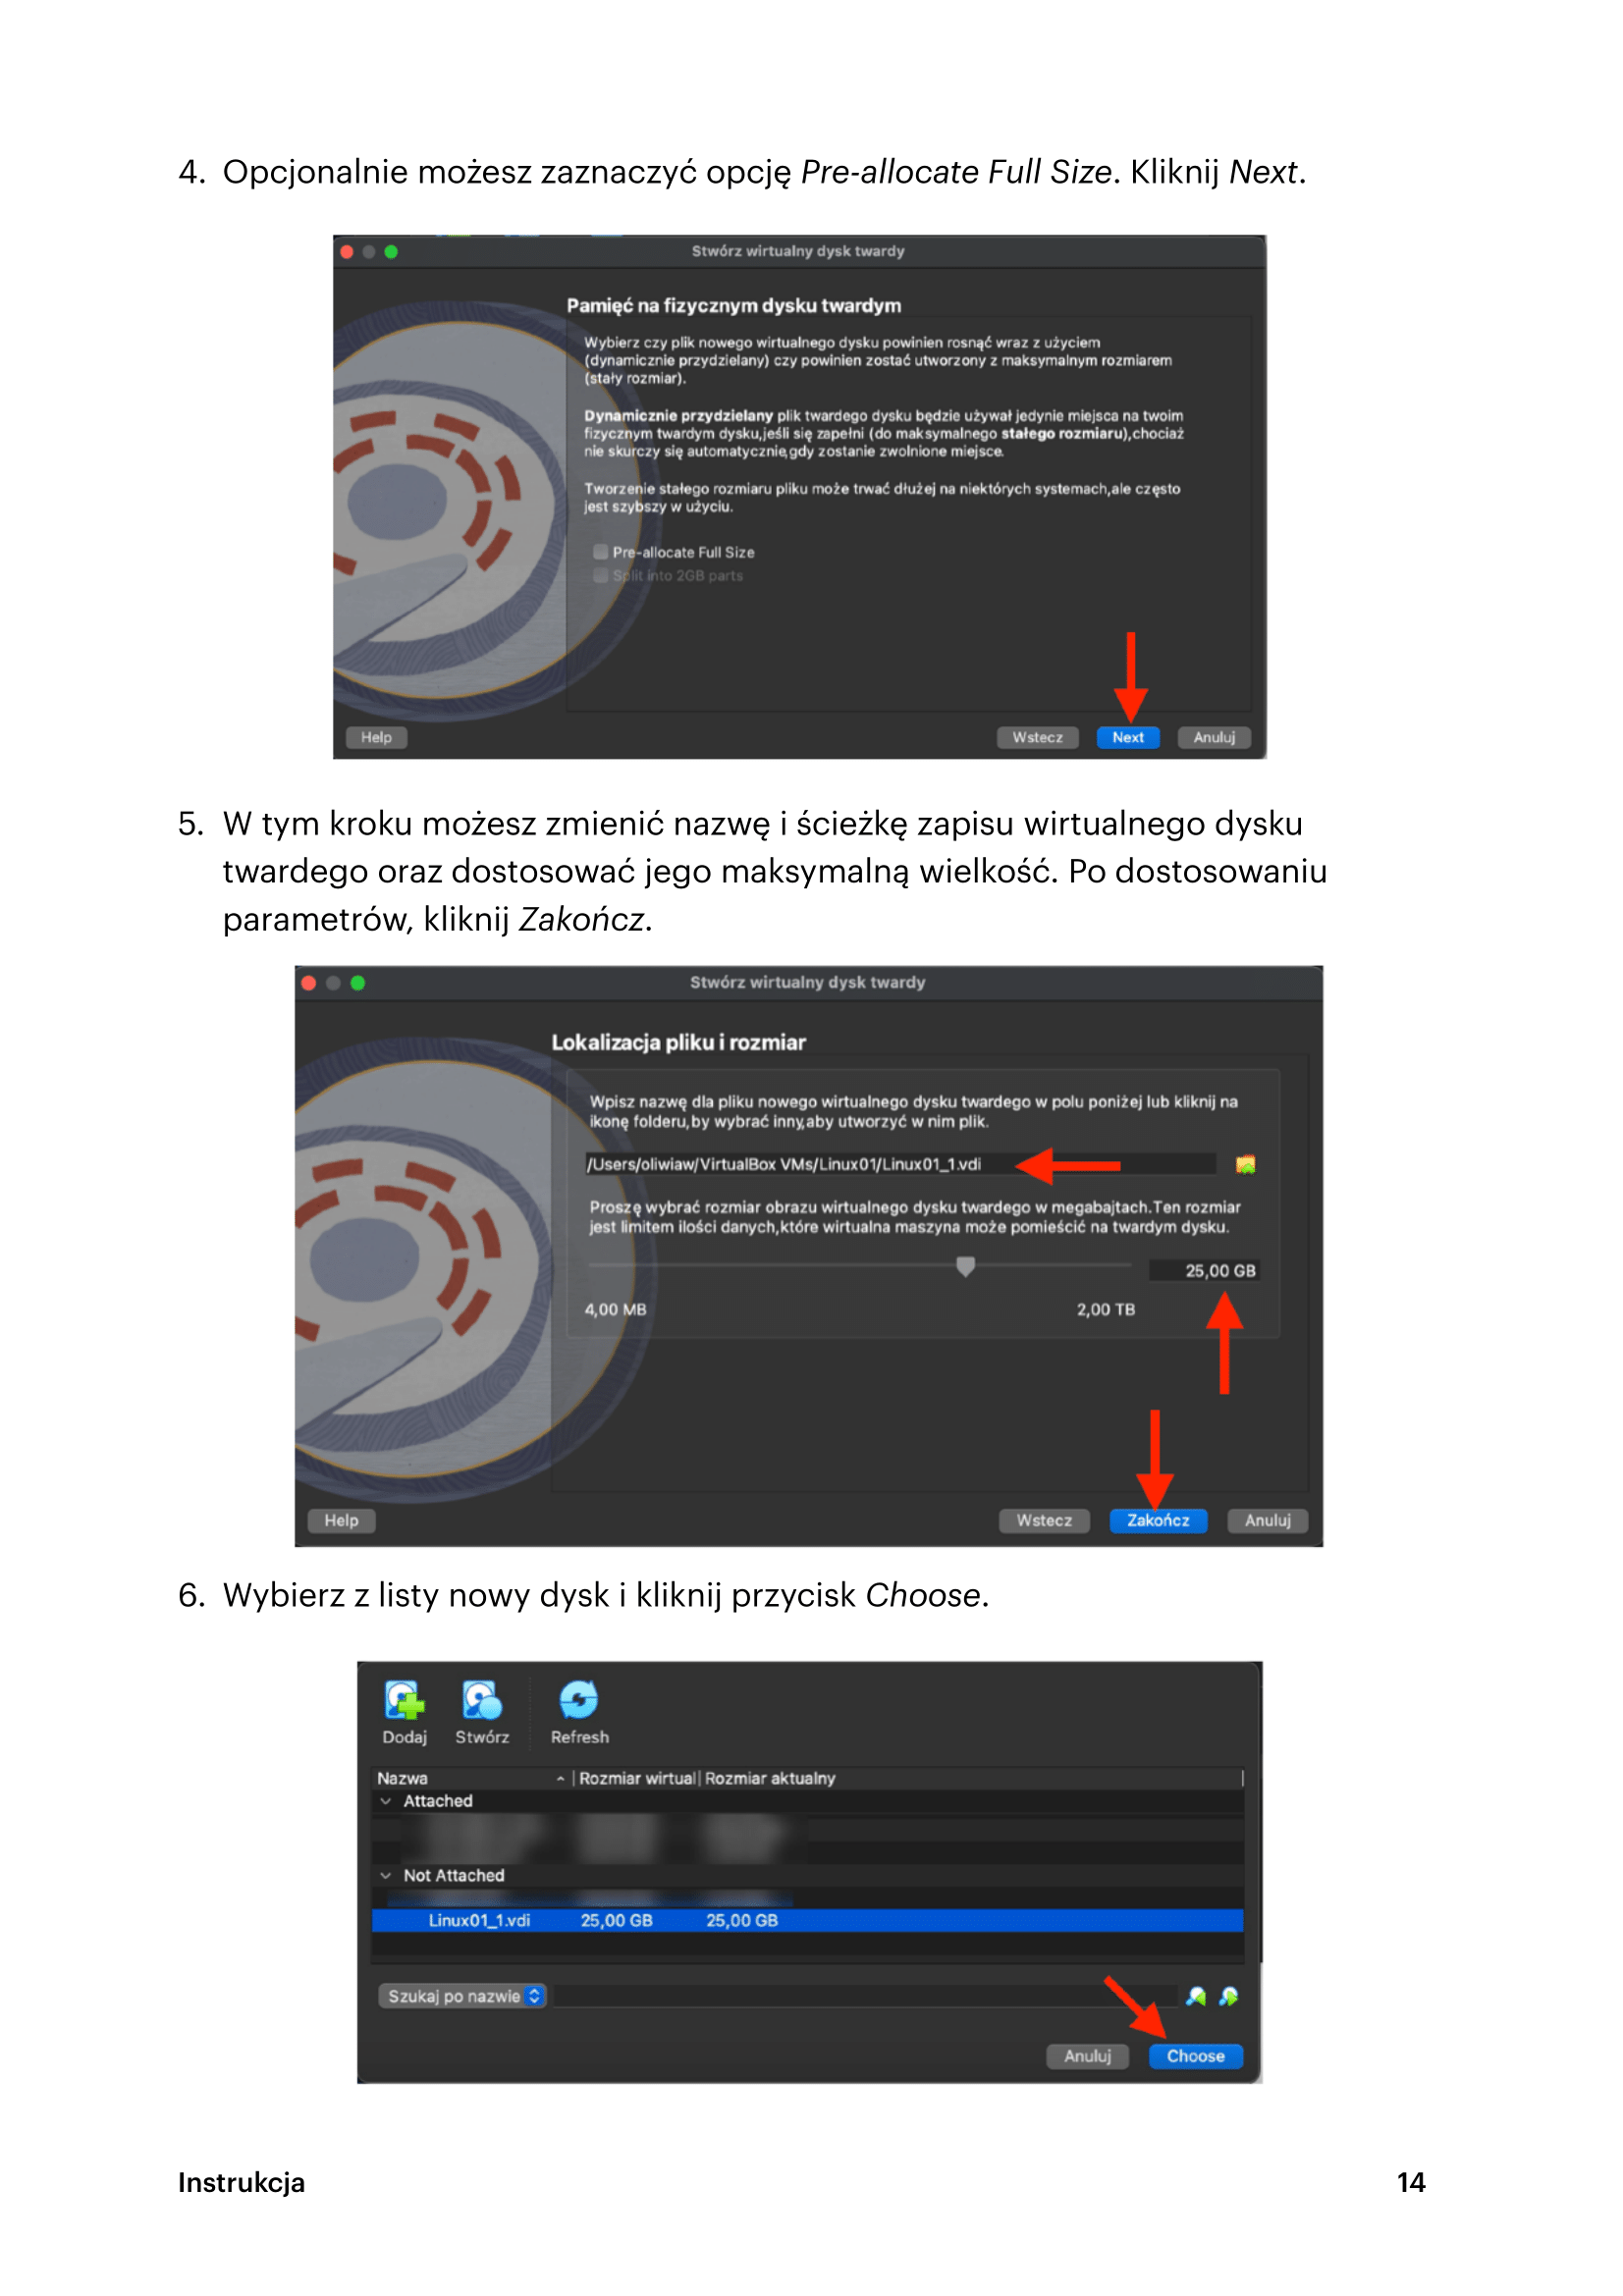 4. Opcjonalnie możesz zaznaczyć opcję Pre-allocate Full Size. Kliknij Next.
Stwórz wirtualny dysk twardy
Pamięć na fizycznym dysku twardym
Wybierz czy plik nowego wirtualnego dysku powinien rosnąć wraz z użyciem
(dynamicznie przydzielany) czy powinien zostać utworzony z maksymalnym rozmiarem
(stały rozmiar).
Dynamicznie przydzielany plik twardego dysku będzie używał jedynie miejsca na twoim
fizycznym twardym dysku,jeśli się zapełni (do maksymalnego stałego rozmiaru),chociaż
nie skurczy się automatycznie,gdy zostanie zwolnione miejsce.
Tworzenie stałego rozmiaru pliku może trwać dłużej na niektórych systemach,ale często
jest szybszy w użyciu.
Pre-allocate Full Size
Split into 2GB parts
Help
Wstecz
Next
Anuluj
5. W tym kroku możesz zmienić nazwę i ścieżkę zapisu wirtualnego dysku
twardego oraz dostosować jego maksymalną wielkość. Po dostosowaniu
parametrów, kliknij Zakończ.
Stwórz wirtualny dysk twardy
Lokalizacja pliku i rozmiar
Wpisz nazwę dla pliku nowego wirtualnego dysku twardego w polu poniżej lub kliknij na
ikonę folderu,by wybrać inny,aby utworzyć w nim plik.
/Users/oliwiaw/VirtualBox VMs/Linux01/Linux01_1.vdi
Proszę wybrać rozmiar obrazu wirtualnego dysku twardego w megabajtach.Ten rozmiar
jest limitem ilości danych,które wirtualna maszyna może pomieścić na twardym dysku.
25,00 GB
4,00 MB
2,00 TB
Help
Wstecz
Zakończ
Anuluj
6. Wybierz z listy nowy dysk i kliknij przycisk Choose.
Dodaj
Stwórz
Refresh
Nazwa
Rozmiar wirtual
Rozmiar aktualny
Attached
Not Attached
Linux01_1.vdi 25,00 GB 25,00 GB
Szukaj po nazwie
Anuluj
Choose
Instrukcja
14